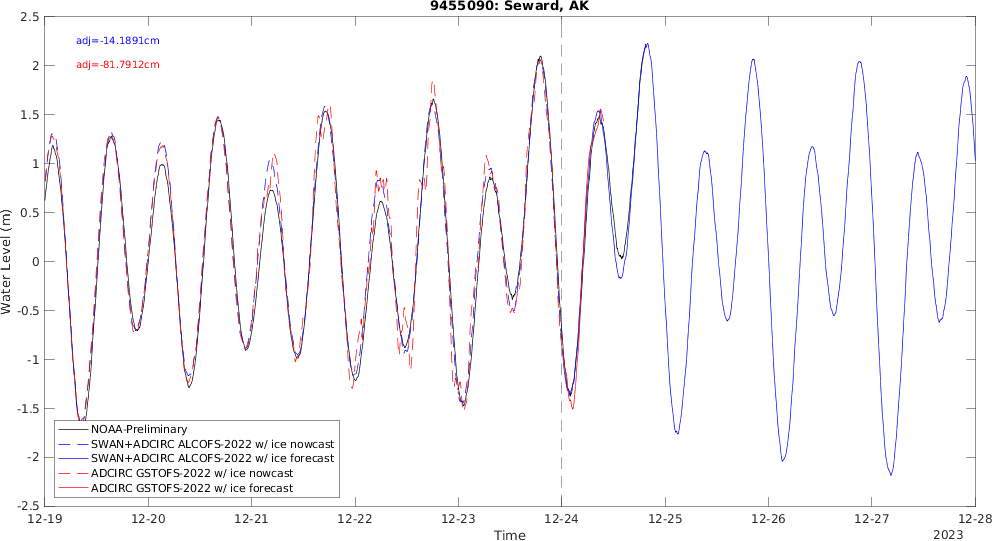 9455090: Seward, AK
adj=-14.1891cm
adj=-81.7912cm
Water Level (m)
2.5
2
1.5
1
0.5
0
-0.5
-1
-1.5
-2
-2.5
NOAA-Preliminary
SWAN+ADCIRC ALCOFS-2022 w/ ice nowcast
SWAN+ADCIRC ALCOFS-2022 w/ ice forecast
ADCIRC GSTOFS-2022 w/ ice nowcast
ADCIRC GSTOFS-2022 w/ ice forecast
12-19 12-20 12-21 12-22 12-23 12-24 12-25 12-26 12-27 12-28
Time
2023